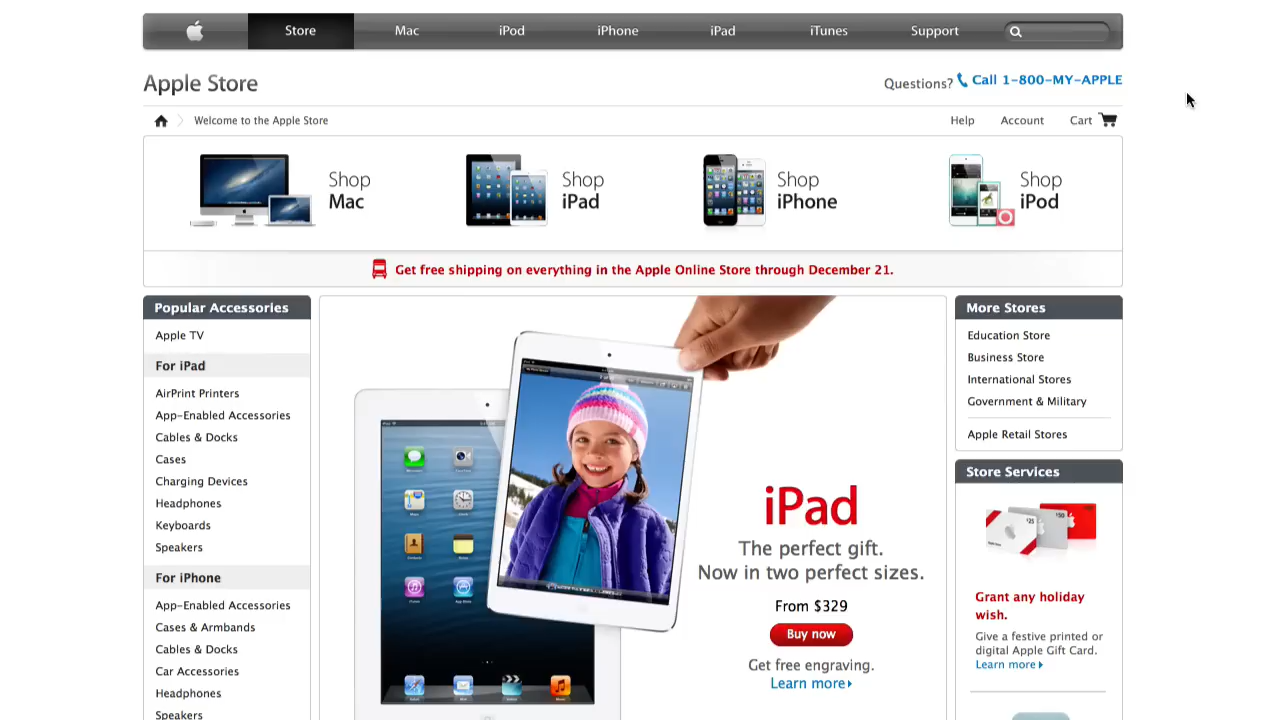 Store
Mac
iPod
iPhone
iPad
iTunes
Support
Apple Store
Questions? Call 1-800-MY-APPLE
Welcome to the Apple Store
Help
Account
Cart
Shop
Mac
Shop
iPad
Shop
iPhone
Shop
iPod
Get free shipping on everything in the Apple Online Store through December 21.
Popular Accessories
Apple TV
For iPad
AirPrint Printers
App-Enabled Accessories
Cables & Docks
Cases
Charging Devices
Headphones
Keyboards
Speakers
For iPhone
App-Enabled Accessories
Cases & Armbands
Cables & Docks
Car Accessories
Headphones
Speakers
iPad
The perfect gift.
Now in two perfect sizes.
From $329
Buy now
Get free engraving.
Learn more
More Stores
Education Store
Business Store
International Stores
Government & Military
Apple Retail Stores
Store Services
$25
$50
Grant any holiday
wish.
Give a festive printed or
digital Apple Gift Card.
Learn more